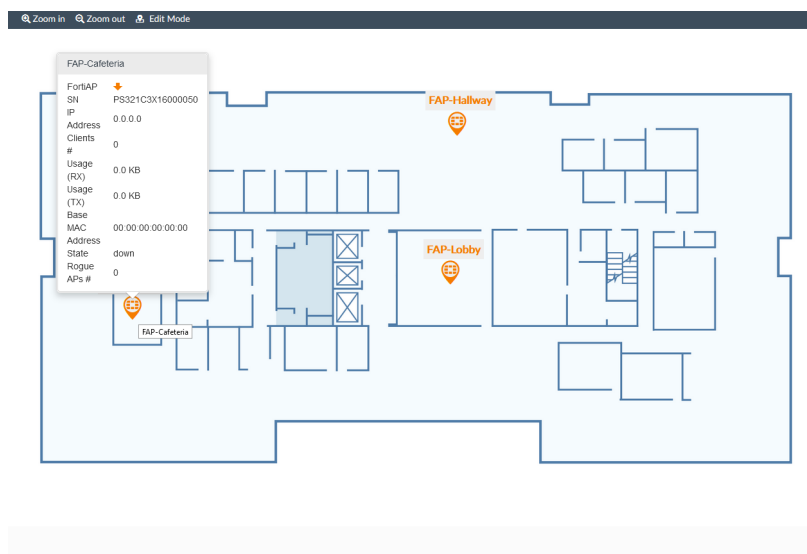 Zoom in Zoom out Edit Mode
FAP-Cafeteria
FortiAP
SN PS321C3X16000050
IP
Address 0.0.0.0
Clients
# 0
Usage
(RX) 0.0 KB
Usage
(TX) 0.0 KB
Base
MAC 00:00:00:00:00:00
Address
State down
Rogue
APs # 0
FAP-Hallway
FAP-Lobby
FAP-Cafeteria